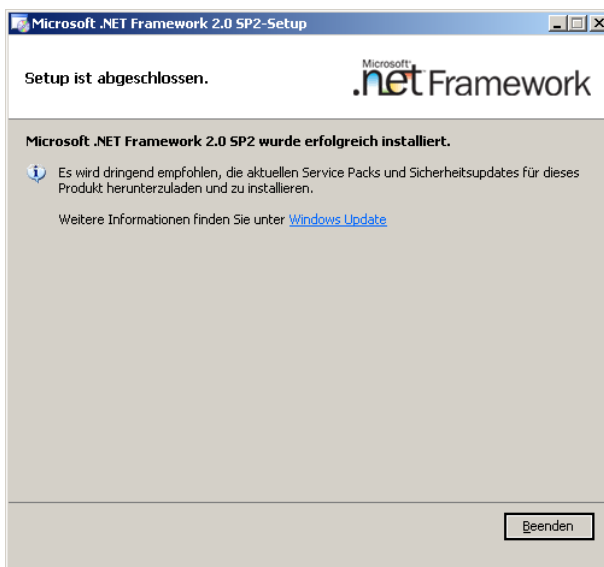 Microsoft .NET Framework 2.0 SP2-Setup
Setup ist abgeschlossen.
Microsoft
.net Framework
Microsoft .NET Framework 2.0 SP2 wurde erfolgreich installiert.
Es wird dringend empfohlen, die aktuellen Service Packs und Sicherheitsupdates für dieses
Produkt herunterzuladen und zu installieren.
Weitere Informationen finden Sie unter Windows Update
Beenden